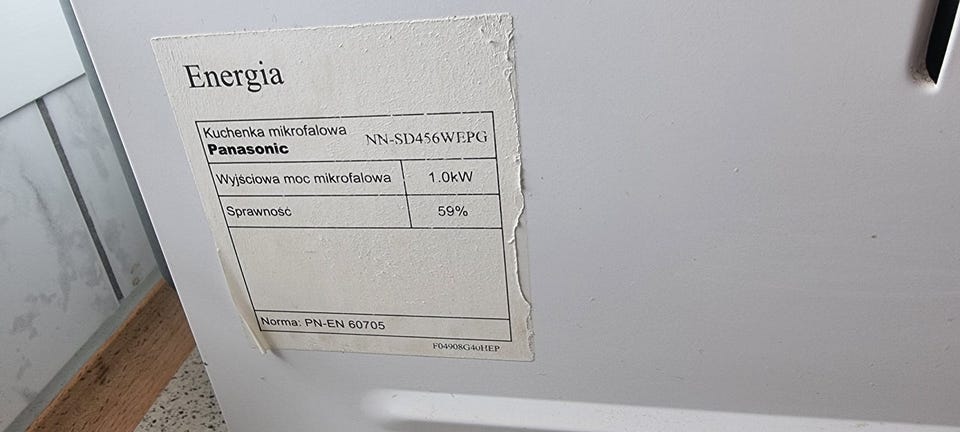 Energia
Kuchenka mikrofalowa
Panasonic NN-SD456WEPG
Wyjściowa moc mikrofalowa 1.0kW
Sprawność 59%
Norma: PN-EN 60705
F04908G40HEP